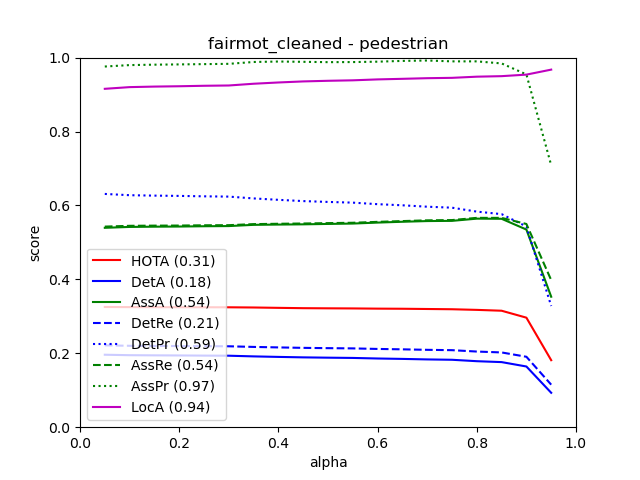 fairmot_cleaned - pedestrian
score
1.0
0.8
0.6
0.4
0.2
0.0
HOTA (0.31)
DetA (0.18)
AssA (0.54)
DetRe (0.21)
DetPr (0.59)
AssRe (0.54)
AssPr (0.97)
LocA (0.94)
0.0 0.2 0.4 0.6 0.8 1.0
alpha